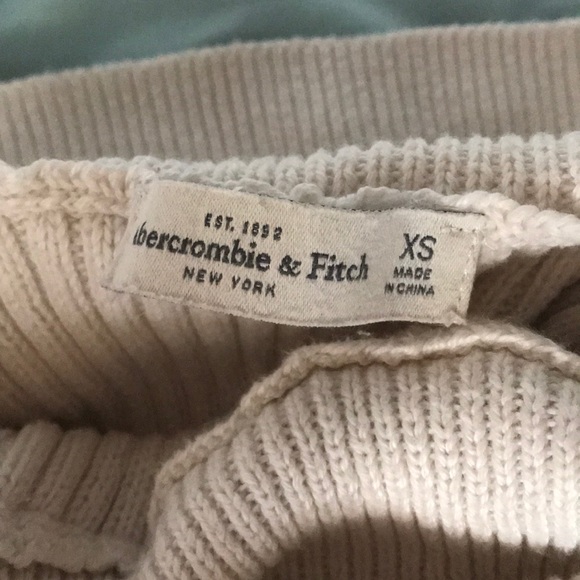 EST. 1892
Abercrombie & Fitch
NEW YORK
XS
MADE
IN CHINA